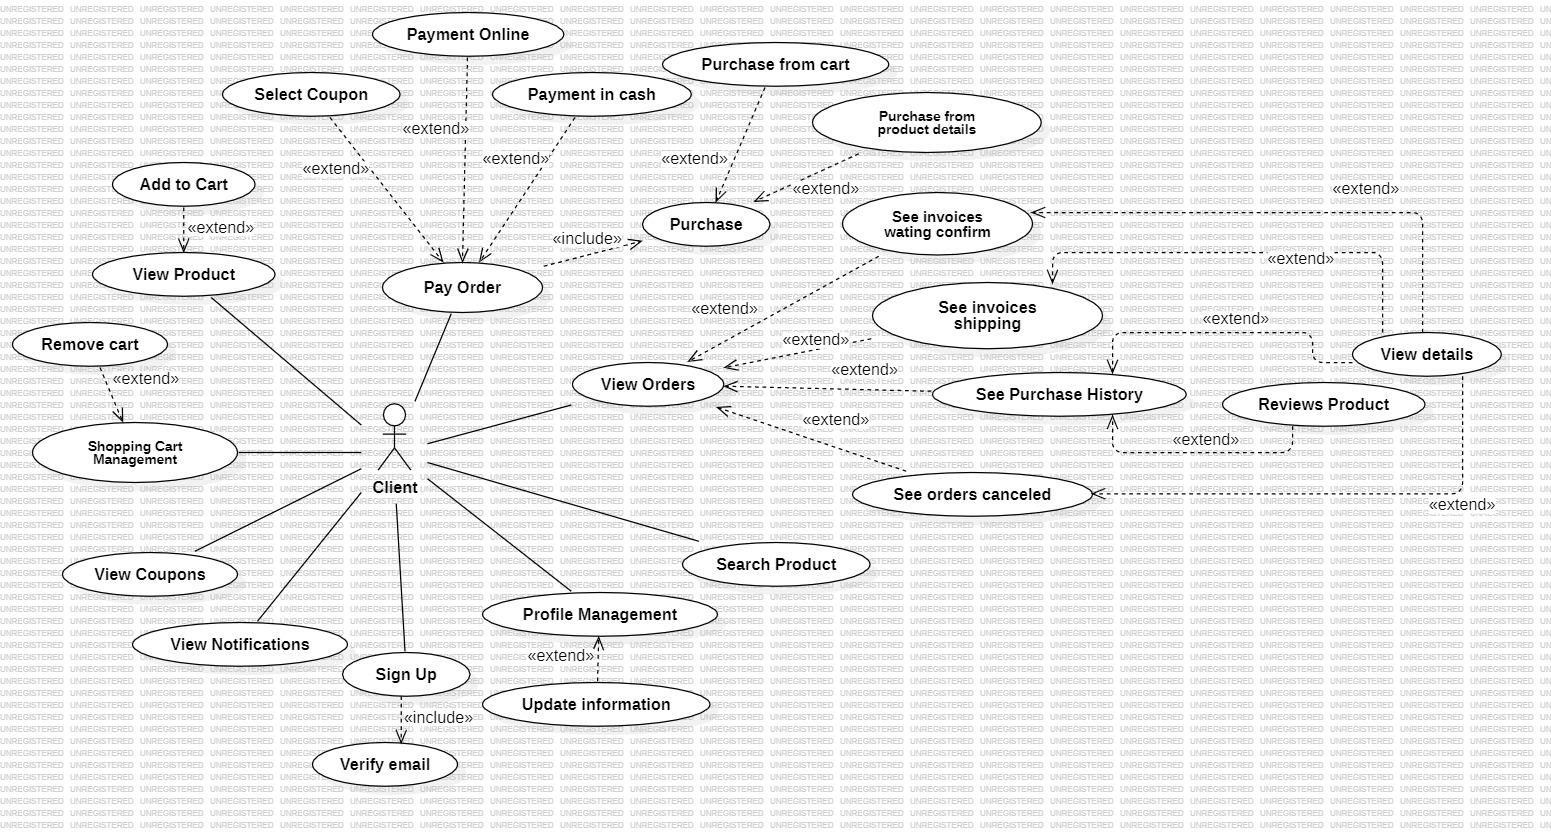 Payment Online
Purchase from cart
Select Coupon
Payment in cash
Purchase from
product details
«extend»
«extend»
«extend»
«extend»
Add to Cart
«extend»
«extend»
«extend»
Purchase
See invoices
wating confirm
«extend»
«include»
View Product
Pay Order
«extend»
«extend»
See invoices
shipping
«extend»
Remove cart
«extend»
View details
«extend»
View Orders
«extend»
See Purchase History
Reviews Product
«extend»
«extend»
Shopping Cart
Management
Client
See orders canceled
«extend»
View Coupons
Search Product
Profile Management
View Notifications
«extend»
Sign Up
Update information
«include»
Verify email
UNREGISTERED